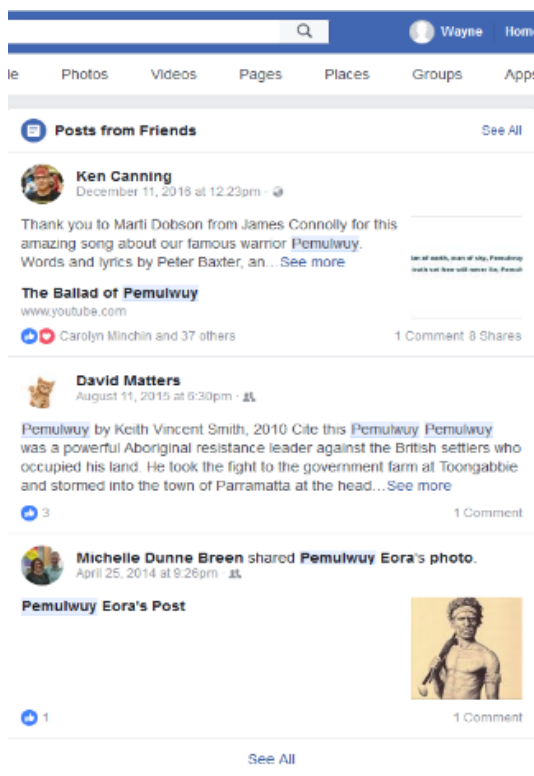 Wayne Home
le Photos Videos Pages Places Groups Apps
Posts from Friends See All
Ken Canning
December 11, 2016 at 12:23pm ·
Thank you to Marti Dobson from James Connolly for this
amazing song about our famous warrior Pemulwuy.
Words and lyrics by Peter Baxter, an...See more
The Ballad of Pemulwuy
www.youtube.com
Carolyn Minchin and 37 others 1 Comment 8 Shares
David Matters
August 11, 2015 at 6:30pm ·
Pemulwuy by Keith Vincent Smith, 2010 Cite this Pemulwuy Pemulwuy
was a powerful Aboriginal resistance leader against the British settlers who
occupied his land. He took the fight to the government farm at Toongabbie
and stormed into the town of Parramatta at the head...See more
3 1 Comment
Michelle Dunne Breen shared Pemulwuy Eora's photo.
April 25, 2014 at 9:26pm ·
Pemulwuy Eora's Post
1 1 Comment
See All